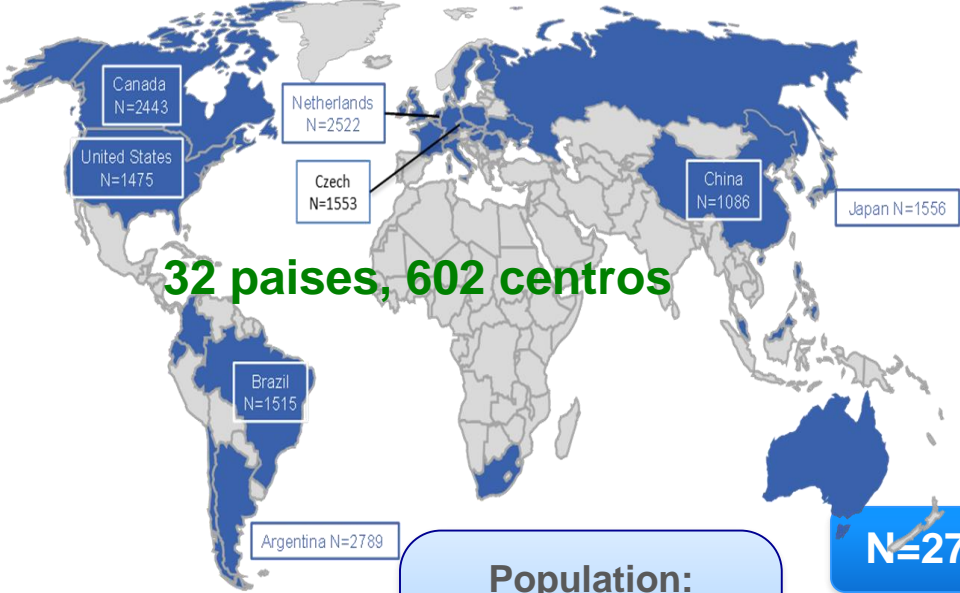 Canada
N=2443
Netherlands
N=2522
United States
N=1475
Czech
N=1553
China
N=1086
Japan N=1556
32 paises, 602 centros
Brazil
N=1515
Argentina N=2789
N=27
Population: